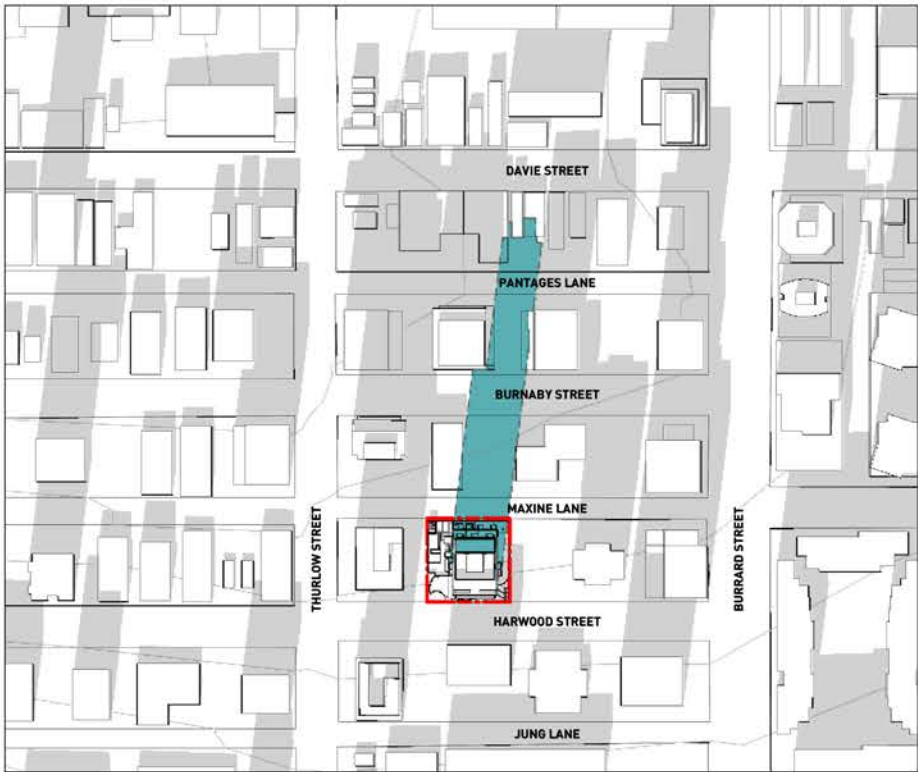 DAVIE STREET
PANTAGES LANE
BURNABY STREET
MAXINE LANE
THURLOW STREET
BURRARD STREET
HARWOOD STREET
JUNG LANE